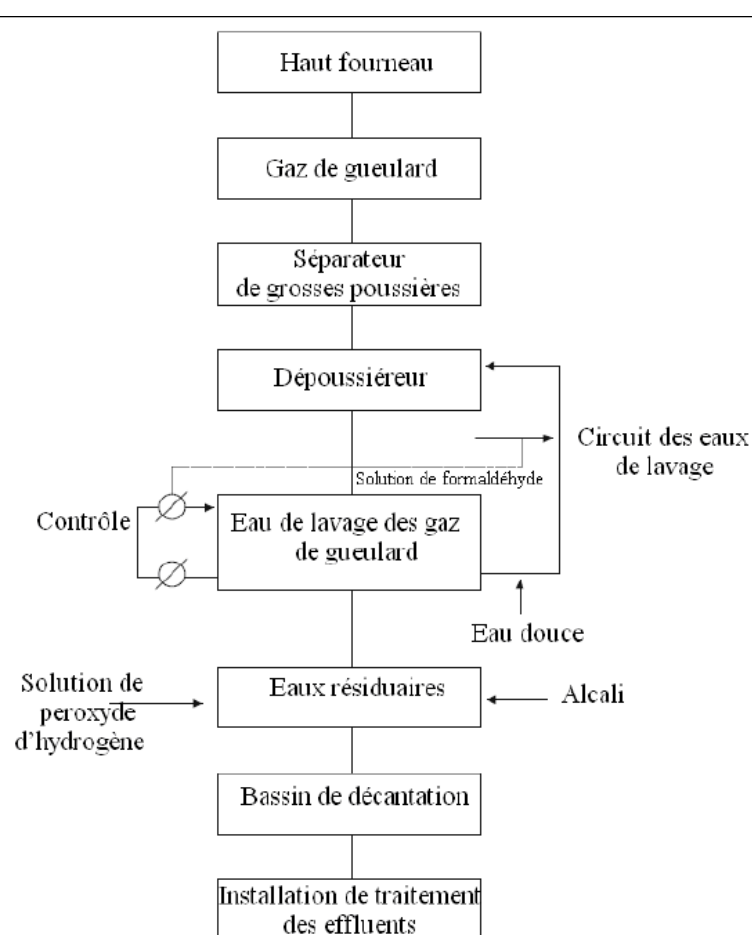 Haut fourneau
Gaz de gueulard
Séparateur
de grosses poussières
Dépoussiéreur
Circuit des eaux
de lavage
Solution de formaldéhyde
Contrôle
Eau de lavage des gaz
de gueulard
Eau douce
Solution de
peroxyde
d'hydrogène
Eaux résiduaires
Alcali
Bassin de décantation
Installation de traitement
des effluents